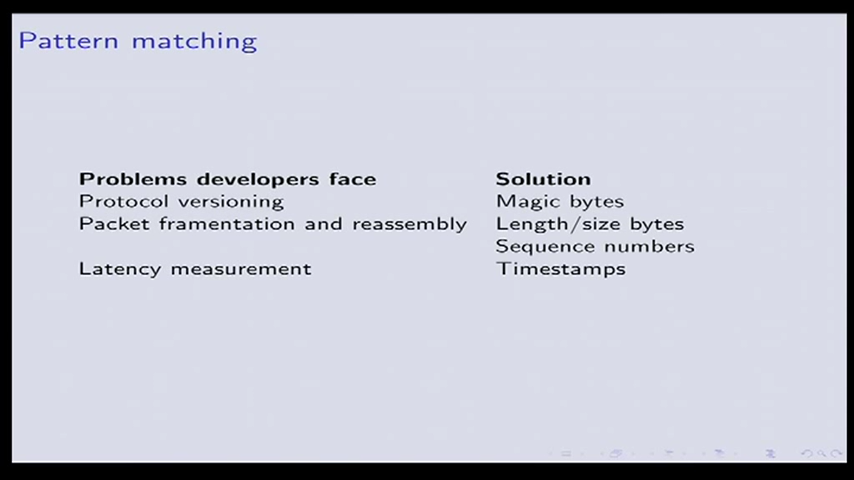 Pattern matching
Problems developers face Solution
Protocol versioning Magic bytes
Packet framentation and reassembly Length/size bytes
Sequence numbers
Latency measurement Timestamps